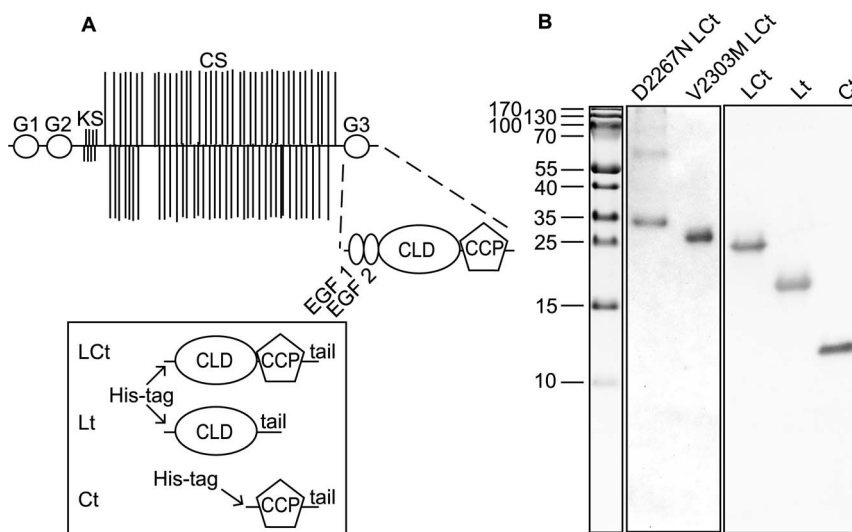 A
CS
G1 G2 KS G3
CLD CCP
EGF 1
EGF 2
LCt CLD CCP tail
His-tag
Lt CLD tail
His-tag
Ct CCP tail
B
D2267N LCt
V2303M LCt
LCt
Lt
Ct
170
130
100
70
55
40
35
25
15
10